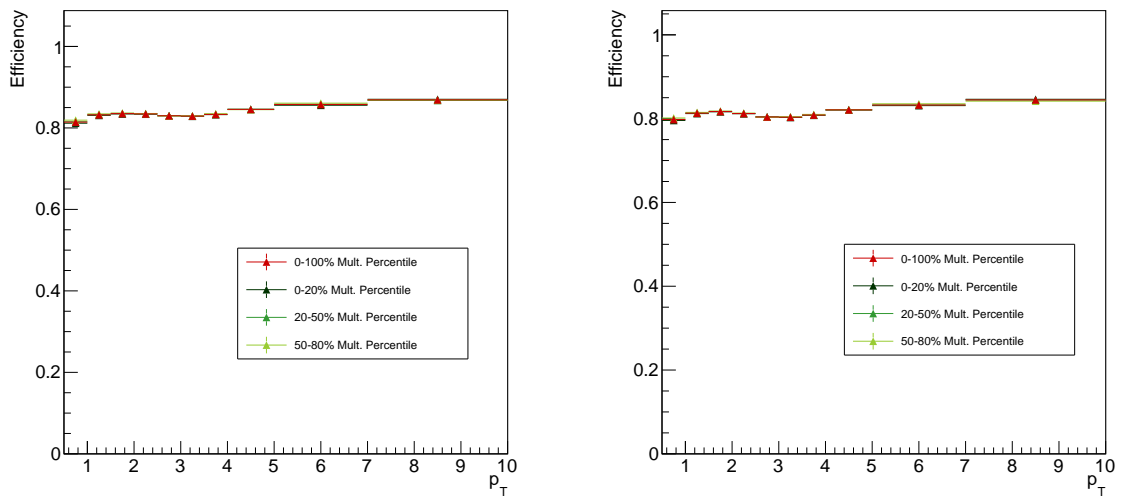 Efficiency
1
0.8
0.6
0.4
0.2
0
0-100% Mult. Percentile
0-20% Mult. Percentile
20-50% Mult. Percentile
50-80% Mult. Percentile
1 2 3 4 5 6 7 8 9 10
p_T
Efficiency
1
0.8
0.6
0.4
0.2
0
0-100% Mult. Percentile
0-20% Mult. Percentile
20-50% Mult. Percentile
50-80% Mult. Percentile
1 2 3 4 5 6 7 8 9 10
p_T